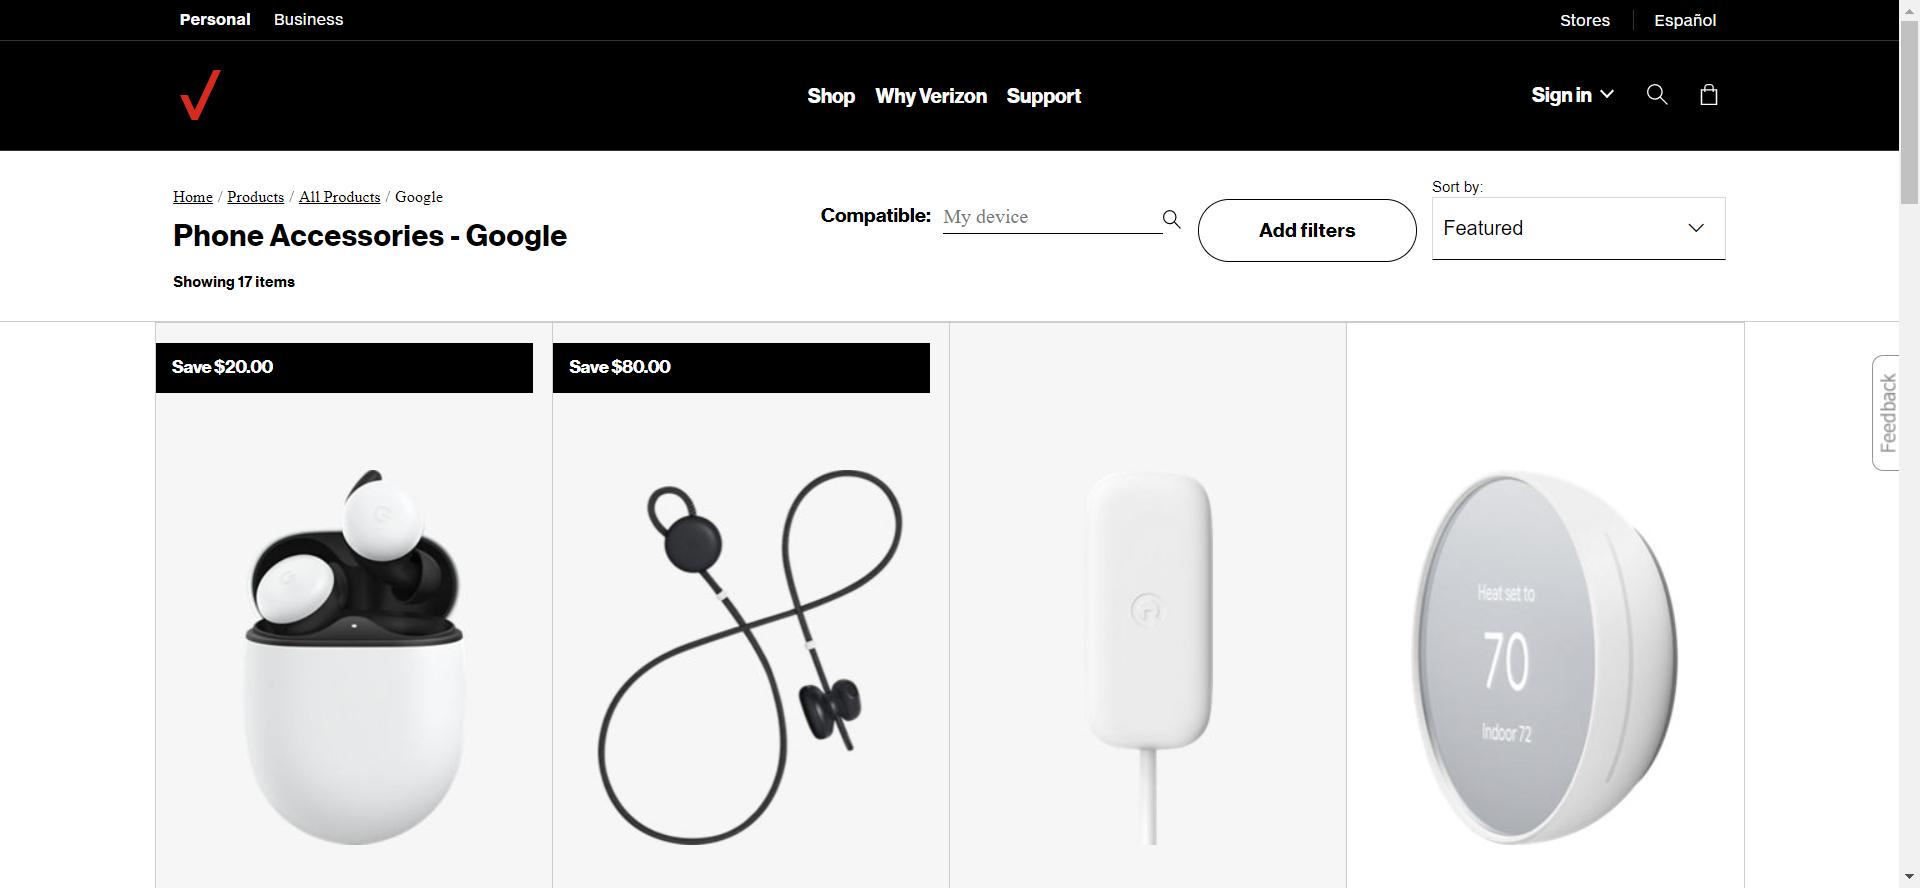 Personal Business
Stores Español
Shop Why Verizon Support
Sign in
Home / Products / All Products / Google
Phone Accessories - Google
Showing 17 items
Compatible: My device
Add filters
Sort by:
Featured
Save $20.00
Save $80.00
Heat set to
70
Indoor 72
Feedback